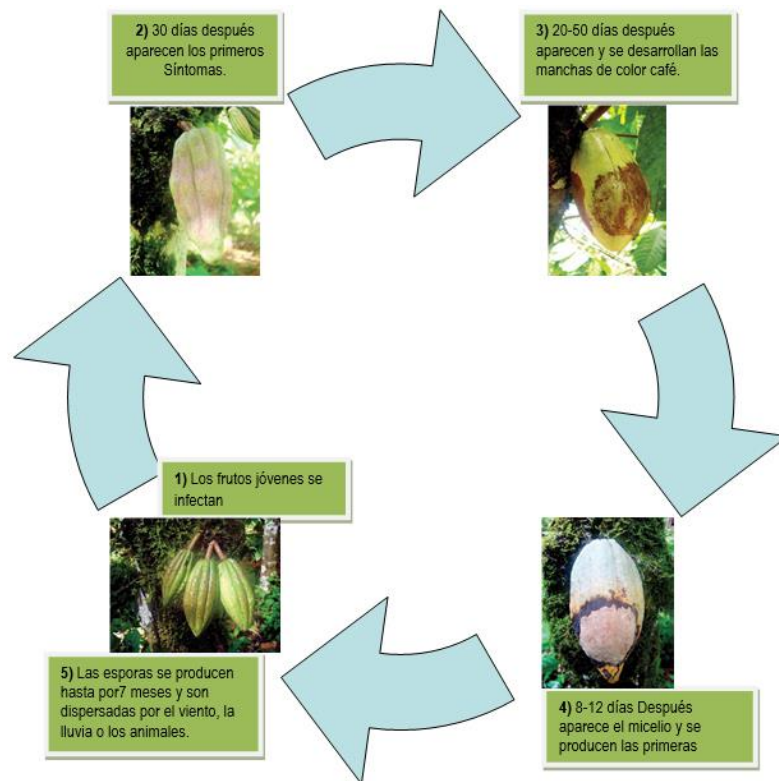 1) Los frutos jóvenes se
infectan
2) 30 días después
aparecen los primeros
Síntomas.
3) 20-50 días después
aparecen y se desarrollan las
manchas de color café.
4) 8-12 días Después
aparece el micelio y se
producen las primeras
5) Las esporas se producen
hasta por7 meses y son
dispersadas por el viento, la
lluvia o los animales.